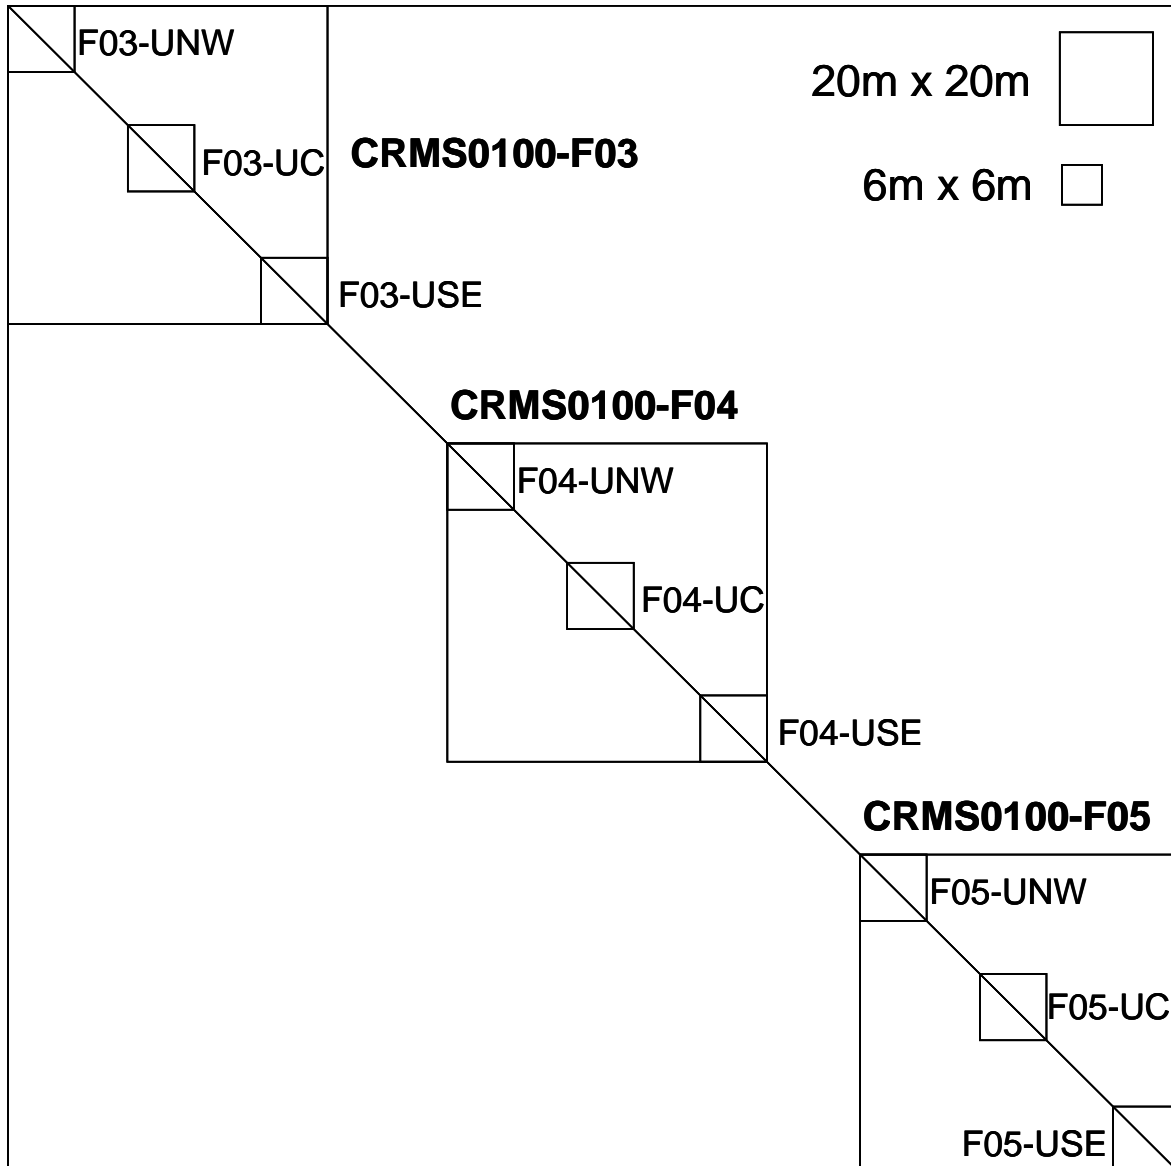 F03-UNW
20m x 20m
F03-UC
CRMS0100-F03
6m x 6m
F03-USE
CRMS0100-F04
F04-UNW
F04-UC
F04-USE
CRMS0100-F05
F05-UNW
F05-UC
F05-USE